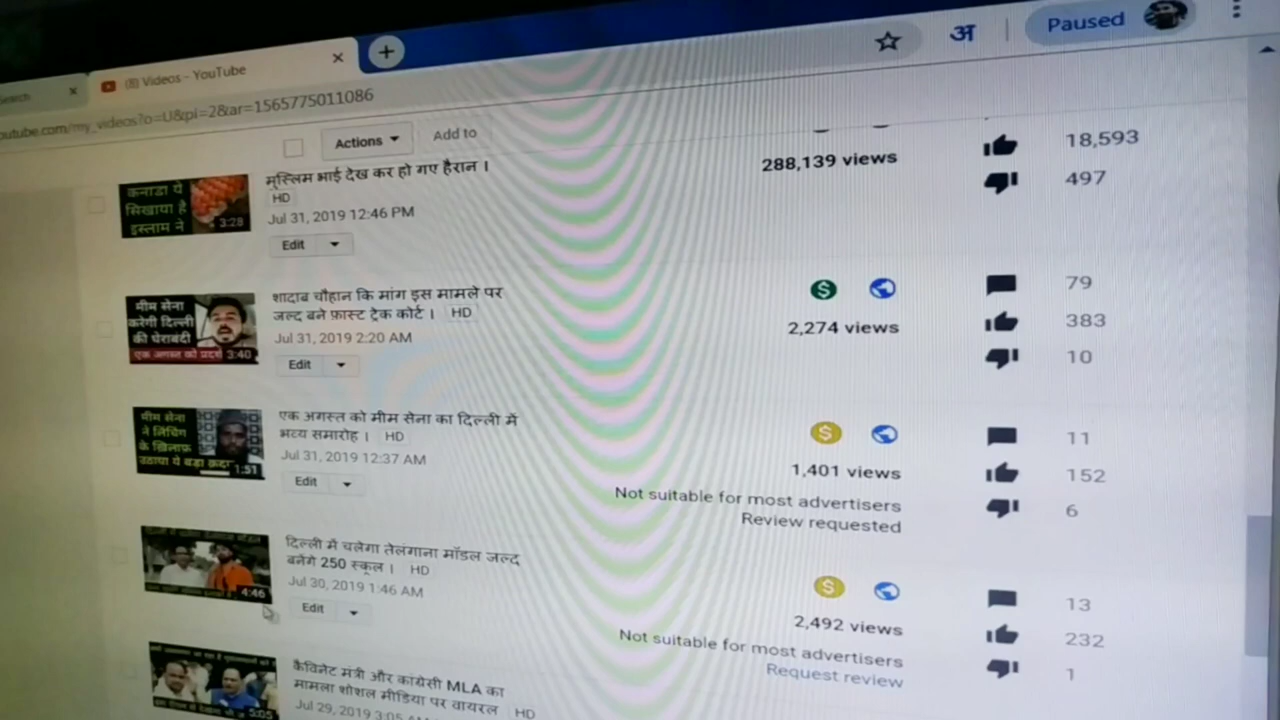 Search
(8) Videos - YouTube
Paused
अ
outube.com/my_videos?o=U&pi=2&ar=1565775011086
Actions
Add to
कनाडा ये
सिखाया है
इस्लाम ने
3:28
मुस्लिम भाई देख कर हो गए हैरान ।
HD
Jul 31, 2019 12:46 PM
Edit
288,139 views
18,593
497
मीम सेना
करेगी दिल्ली
की घेराबंदी
एक अगस्त को
3:40
शादाब चौहान कि मांग इस मामले पर
जल्द बने फ़ास्ट ट्रेक कोर्ट । HD
Jul 31, 2019 2:20 AM
Edit
2,274 views
79
383
10
मीम सेना
ने लिंचिंग
के खिलाफ
उठाया ये बड़ा
1:51
एक अगस्त को मीम सेना का दिल्ली में
भव्य समारोह । HD
Jul 31, 2019 12:37 AM
Edit
1,401 views
Not suitable for most advertisers
Review requested
11
152
6
4:46
दिल्ली में चलेगा तेलंगाना मॉडल जल्द
बनेंगे 250 स्कूल । HD
Jul 30, 2019 1:46 AM
Edit
2,492 views
Not suitable for most advertisers
Request review
13
232
1
5:05
कैविनेट मंत्री और कांग्रेसी MLA का
मामला शोशल मीडिया पर वायरल HD
Jul 29, 2019 3:05 AM